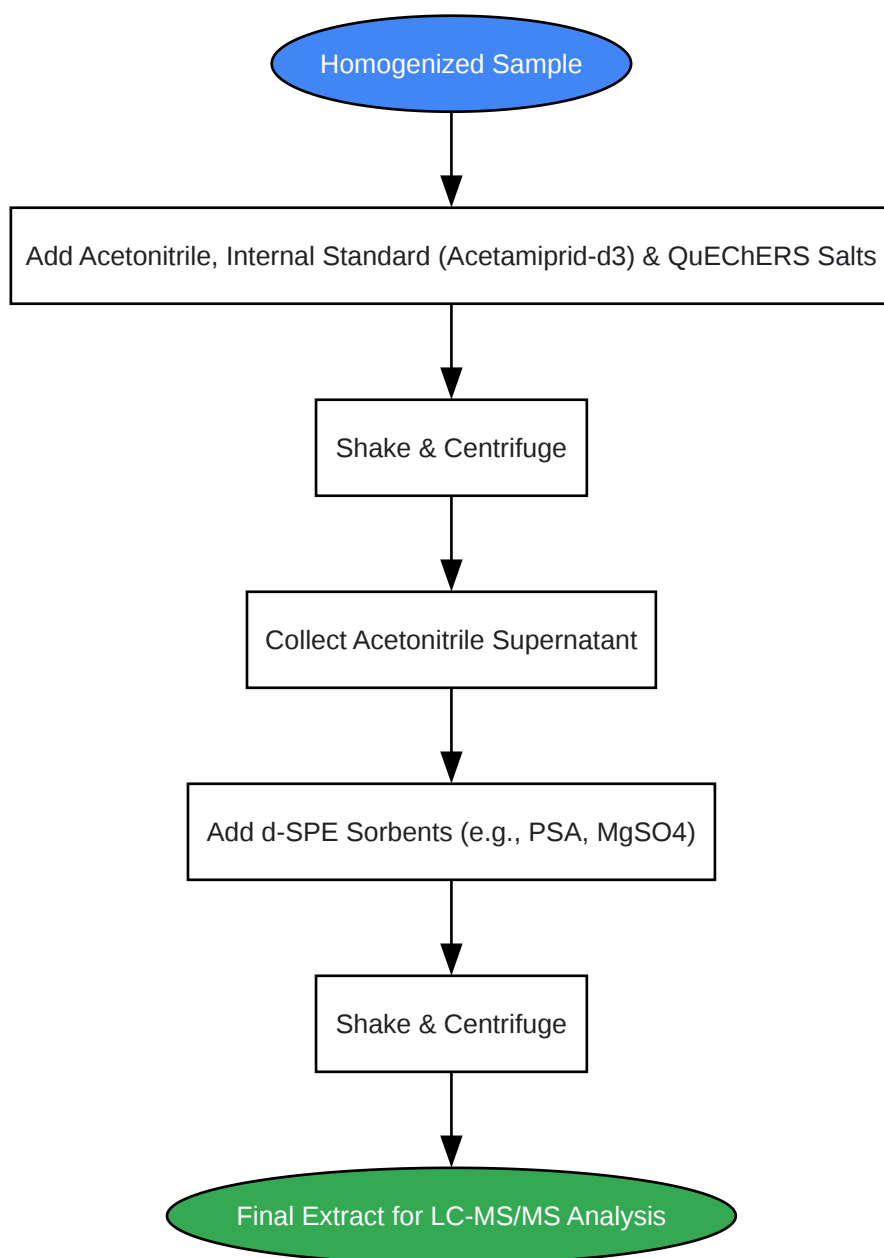 Homogenized Sample
Add Acetonitrile, Internal Standard (Acetamiprid-d3) & QuEChERS Salts
Shake & Centrifuge
Collect Acetonitrile Supernatant
Add d-SPE Sorbents (e.g., PSA, MgSO4)
Shake & Centrifuge
Final Extract for LC-MS/MS Analysis